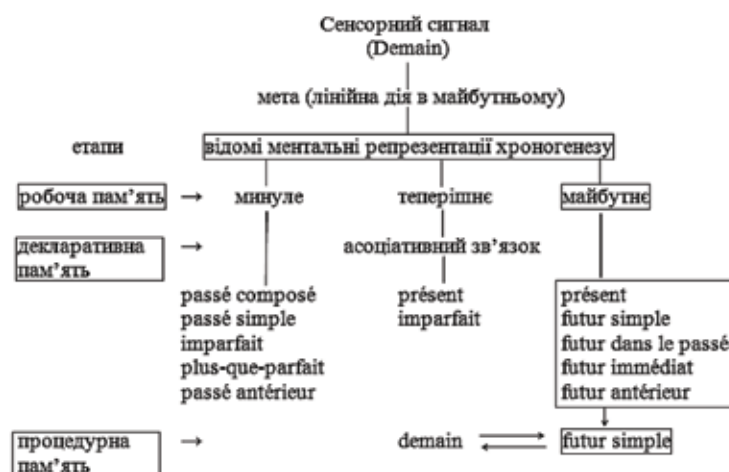 Сенсорний сигнал
(Demain)
мета (лінійна дія в майбутньому)
етапи
відомі ментальні репрезентації хроногенезу
робоча пам’ять → минуле теперішнє майбутнє
декларативна
пам’ять
→ асоціативний зв’язок
passé composé
passé simple
imparfait
plus-que-parfait
passé antérieur
présent
imparfait
présent
futur simple
futur dans le passé
futur immédiat
futur antérieur
процедурна
пам’ять
→ demain futur simple